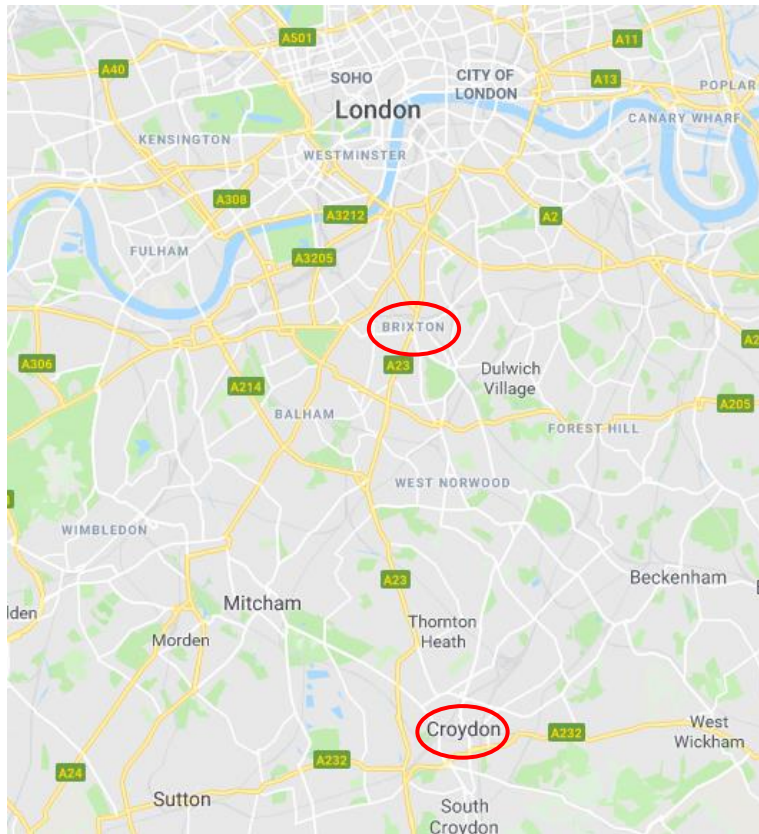 A501
A11
A40
SOHO
CITY OF
LONDON
A13
POPLAR
London
CANARY WHARF
KENSINGTON
WESTMINSTER
A308
A3212
A2
FULHAM
A3205
BRIXTON
A306
A23
Dulwich
Village
A214
A205
BALHAM
FOREST HILL
WEST NORWOOD
WIMBLEDON
A23
Beckenham
Mitcham
lden
Thornton
Heath
Morden
Croydon
West
Wickham
A232
A232
A24
Sutton
South
Croydon